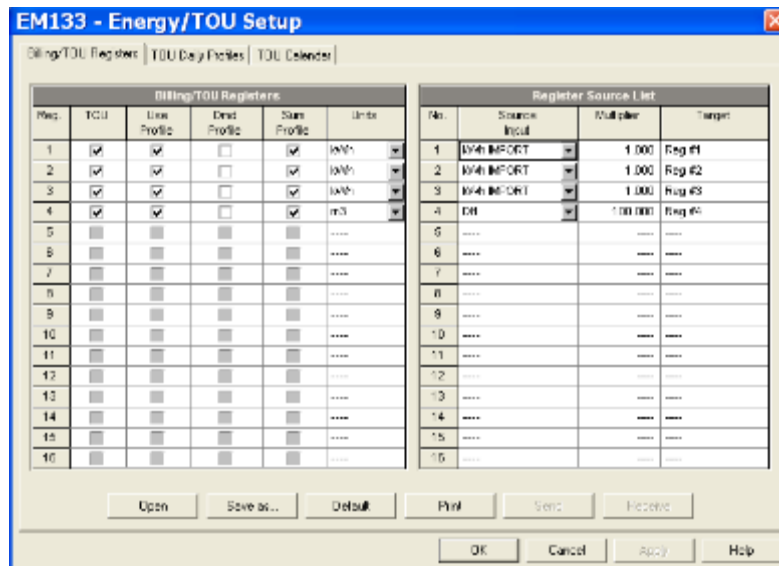 EM133 - Energy/TOU Setup
Billing/TOU Registers TOU Daily Profiles TOU Calendar
Billing/TOU Registers Register Source List
Reg. TOU Use Profile Dmd Profile Sum Profile Units No. Source Input Multiplier Target
1 kWh 1 kWh IMPORT 1.000 Reg #1
2 kWh 2 kWh IMPORT 1.000 Reg #2
3 kWh 3 kWh IMPORT 1.000 Reg #3
4 m3 4 DI1 100.000 Reg #4
5 ---- 5 ---- ---- ----
6 ---- 6 ---- ---- ----
7 ---- 7 ---- ---- ----
8 ---- 8 ---- ---- ----
9 ---- 9 ---- ---- ----
10 ---- 10 ---- ---- ----
11 ---- 11 ---- ---- ----
12 ---- 12 ---- ---- ----
13 ---- 13 ---- ---- ----
14 ---- 14 ---- ---- ----
15 ---- 15 ---- ---- ----
16 ---- 16 ---- ---- ----
Open Save as... Default Print Send Receive
OK Cancel Apply Help